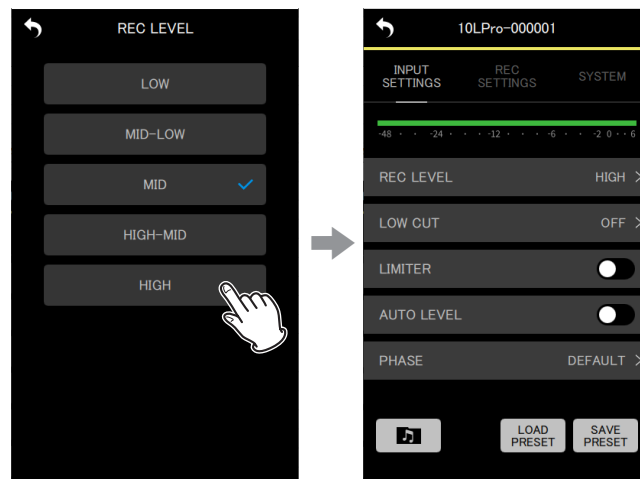 REC LEVEL
LOW
MID-LOW
MID
HIGH-MID
HIGH
10LPro-000001
INPUT
SETTINGS
REC
SETTINGS
SYSTEM
-48 · · -24 · · -12 · · · -6 · · -2 0 · · 6
REC LEVEL HIGH >
LOW CUT OFF >
LIMITER
AUTO LEVEL
PHASE DEFAULT >
LOAD
PRESET
SAVE
PRESET